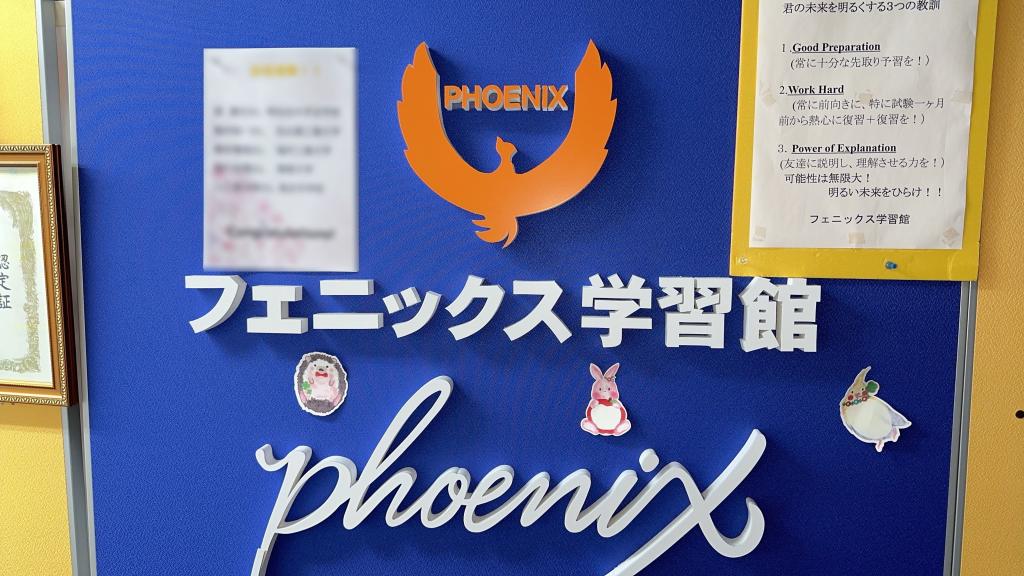 認定証
PHOENIX
フェニックス学習館
phoenix
君の未来を明るくする3つの教訓
1.Good Preparation
(常に十分な先取り予習を！)
2.Work Hard
(常に前向きに、特に試験一ヶ月
前から熱心に復習＋復習を！)
3. Power of Explanation
(友達に説明し、理解させる力を！)
可能性は無限大！
明るい未来をひらけ！！
フェニックス学習館